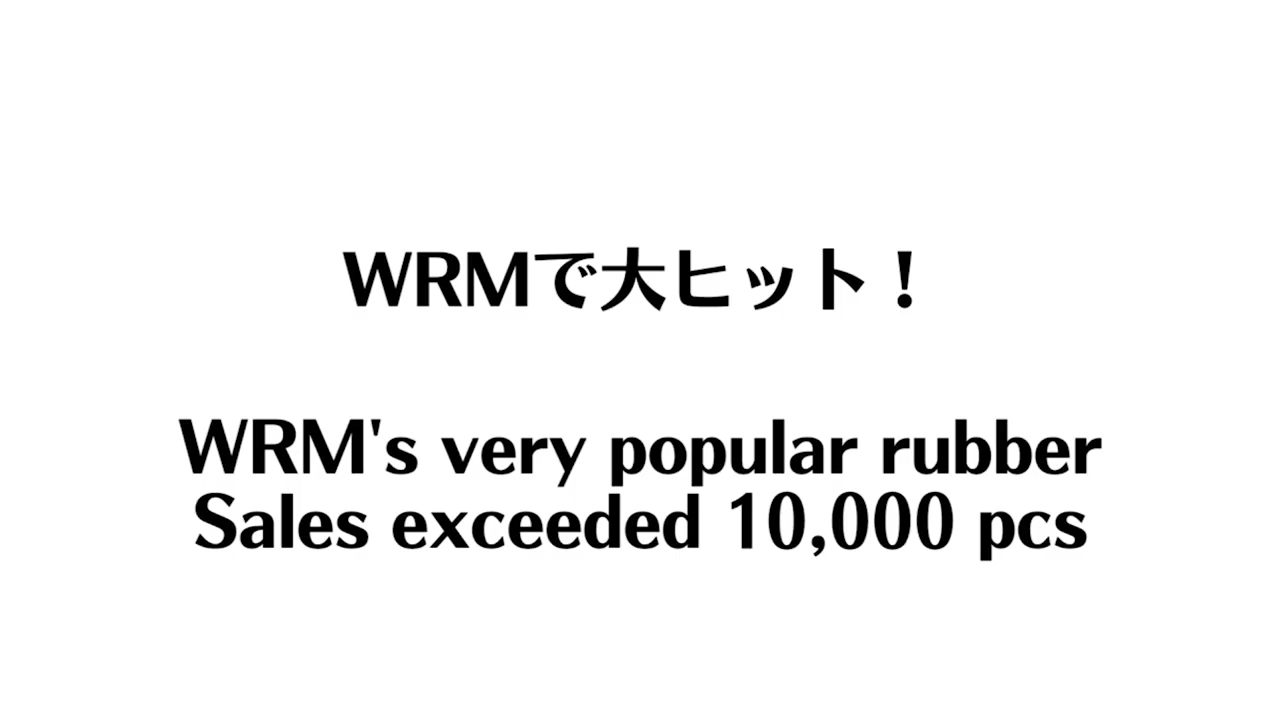 WRMで大ヒット！
WRM's very popular rubber
Sales exceeded 10,000 pcs